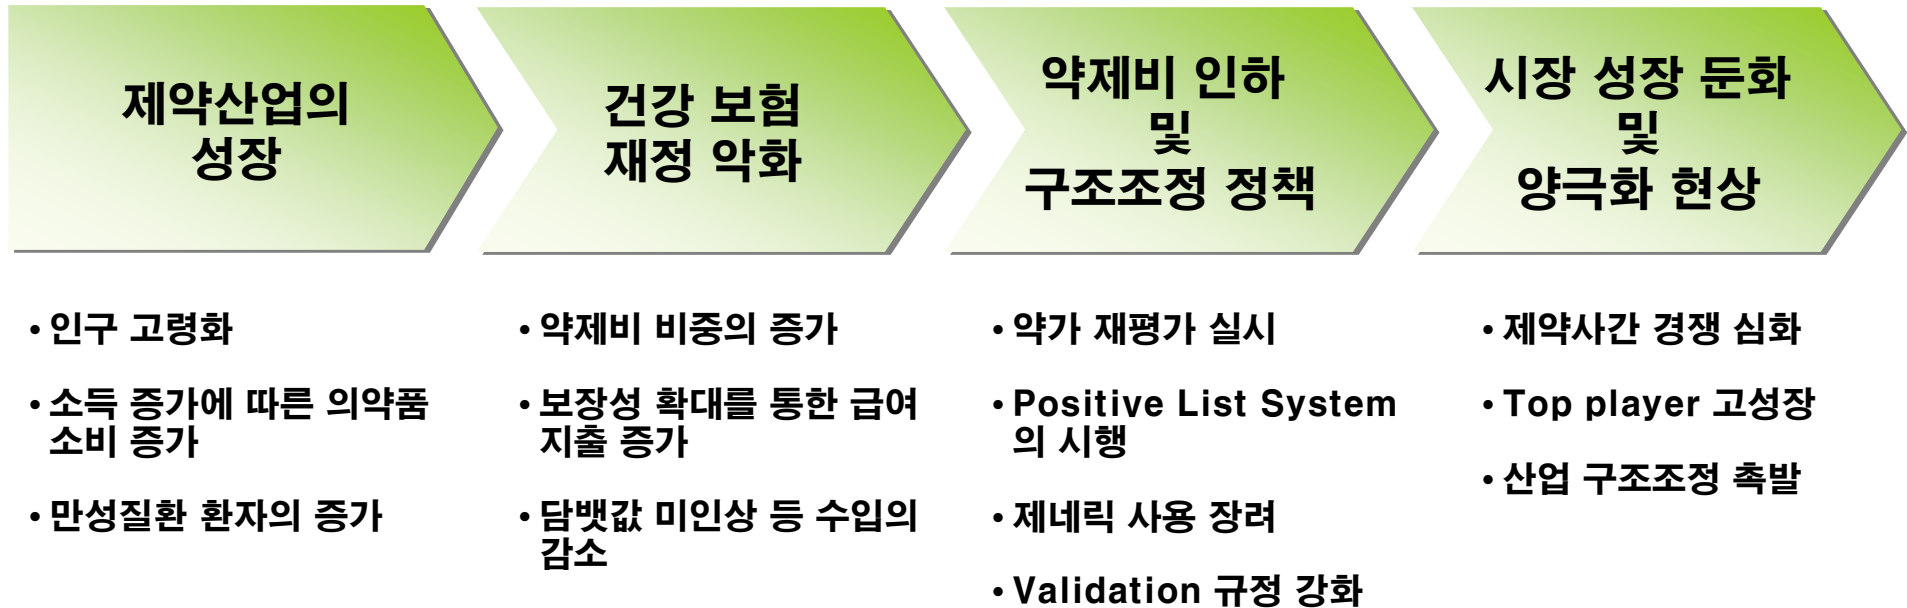 제약산업의
성장
건강 보험
재정 악화
약제비 인하
및
구조조정 정책
시장 성장 둔화
및
양극화 현상
• 인구 고령화
• 소득 증가에 따른 의약품
소비 증가
• 만성질환 환자의 증가
• 약제비 비중의 증가
• 보장성 확대를 통한 급여
지출 증가
• 담뱃값 미인상 등 수입의
감소
• 약가 재평가 실시
• Positive List System
의 시행
• 제네릭 사용 장려
• Validation 규정 강화
• 제약사간 경쟁 심화
• Top player 고성장
• 산업 구조조정 촉발